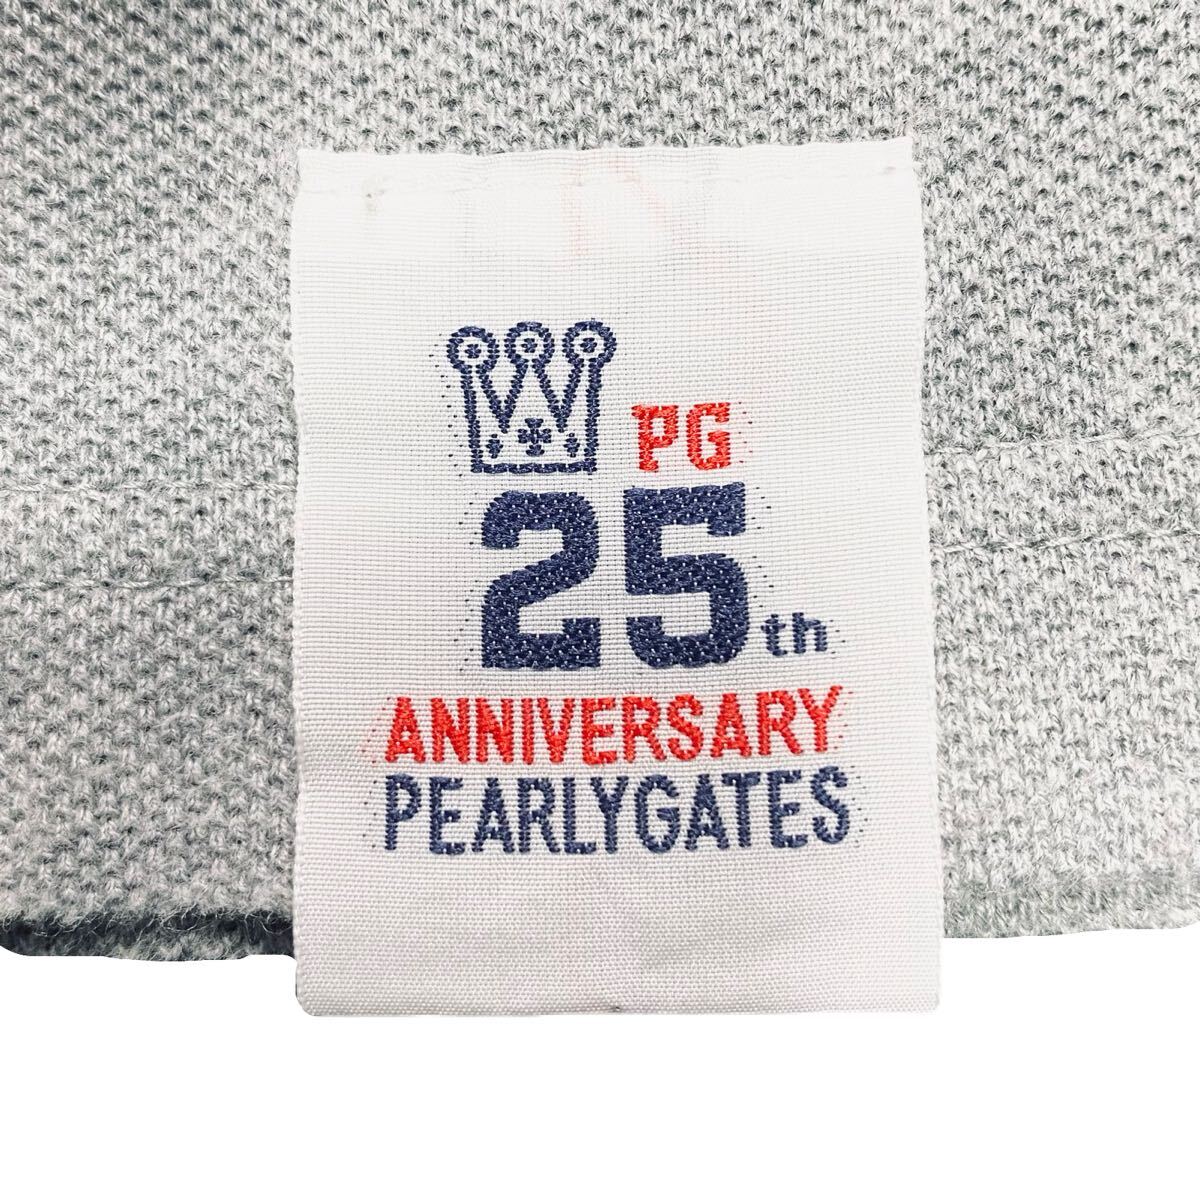 PG
25th
ANNIVERSARY
PEARLYGATES